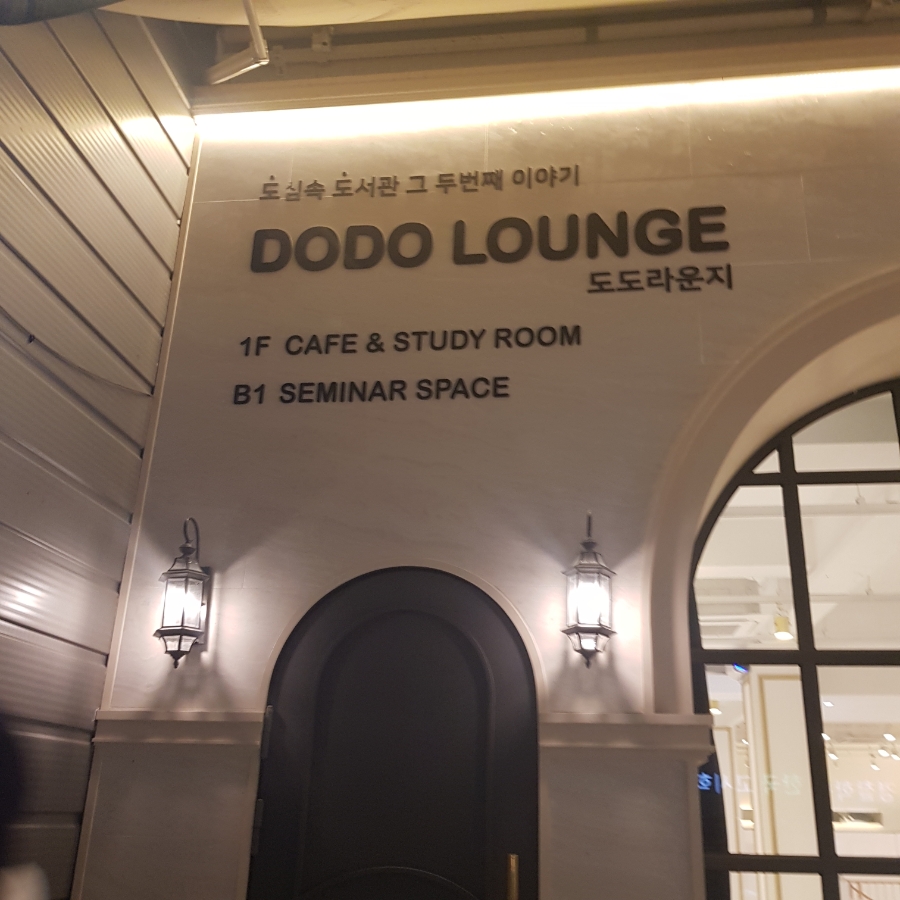 도심속 도서관 그 두번째 이야기
DODO LOUNGE
도도라운지
1F CAFE & STUDY ROOM
B1 SEMINAR SPACE